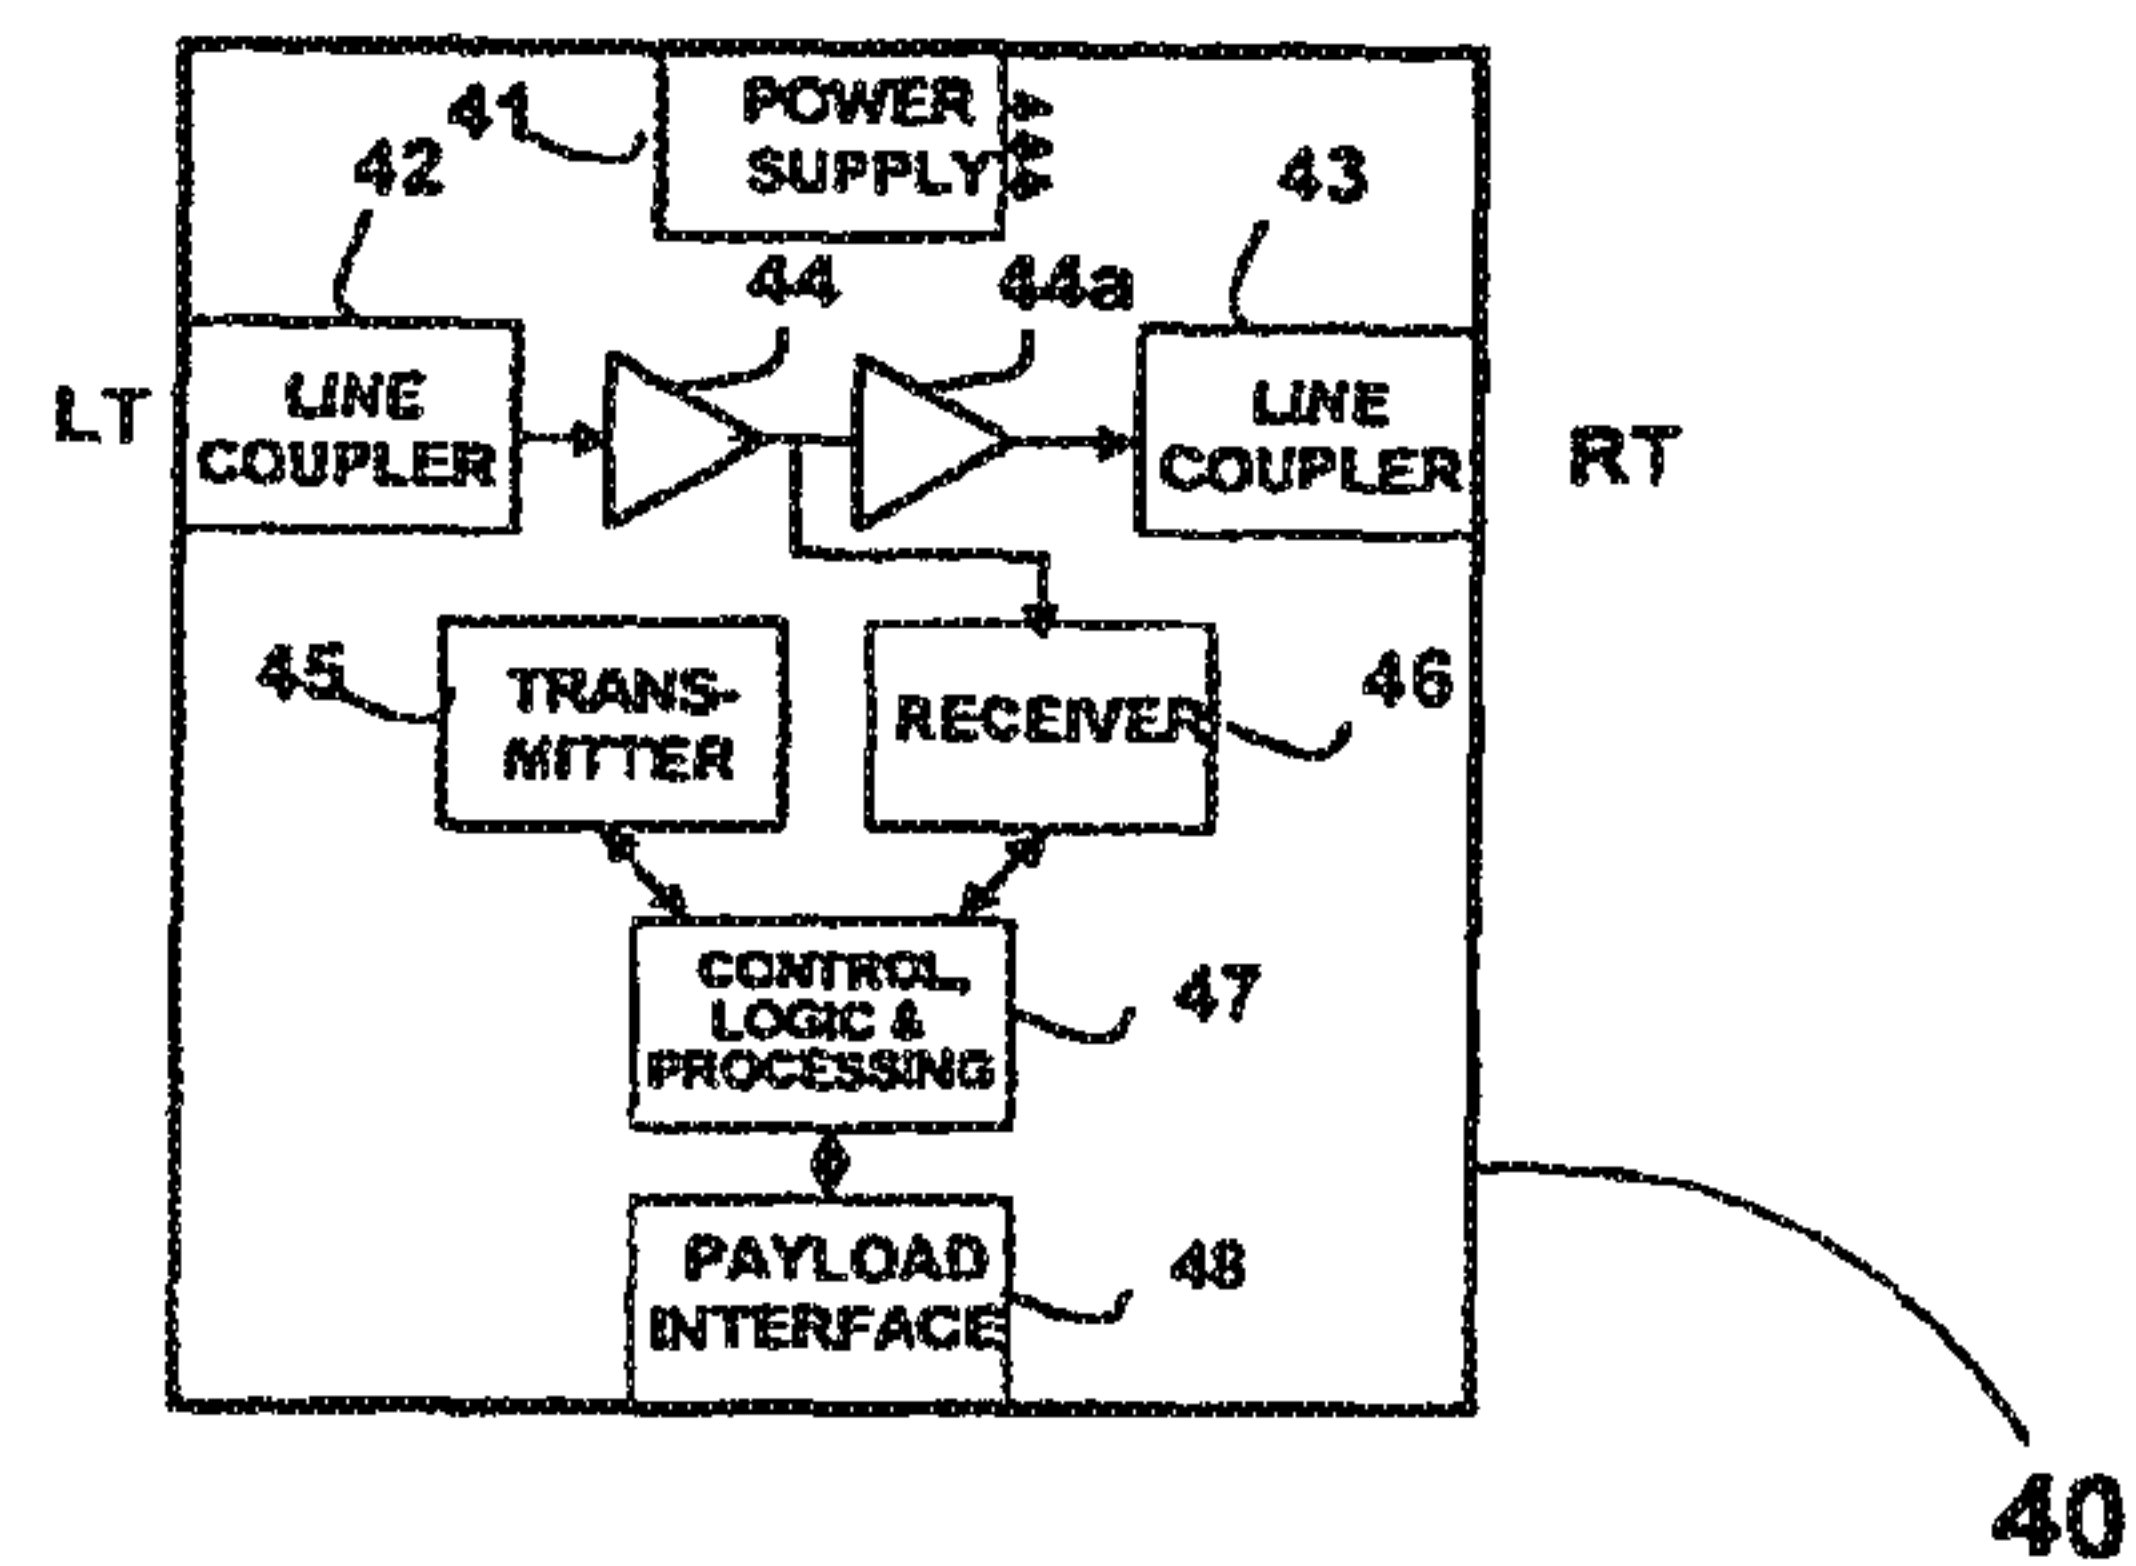 41
POWER
SUPPLY
42
43
44
44a
LT
LINE
COUPLER
LINE
COUPLER
RT
45
TRANS-
MITTER
RECEIVER
46
CONTROL,
LOGIC &
PROCESSING
47
PAYLOAD
INTERFACE
48
40